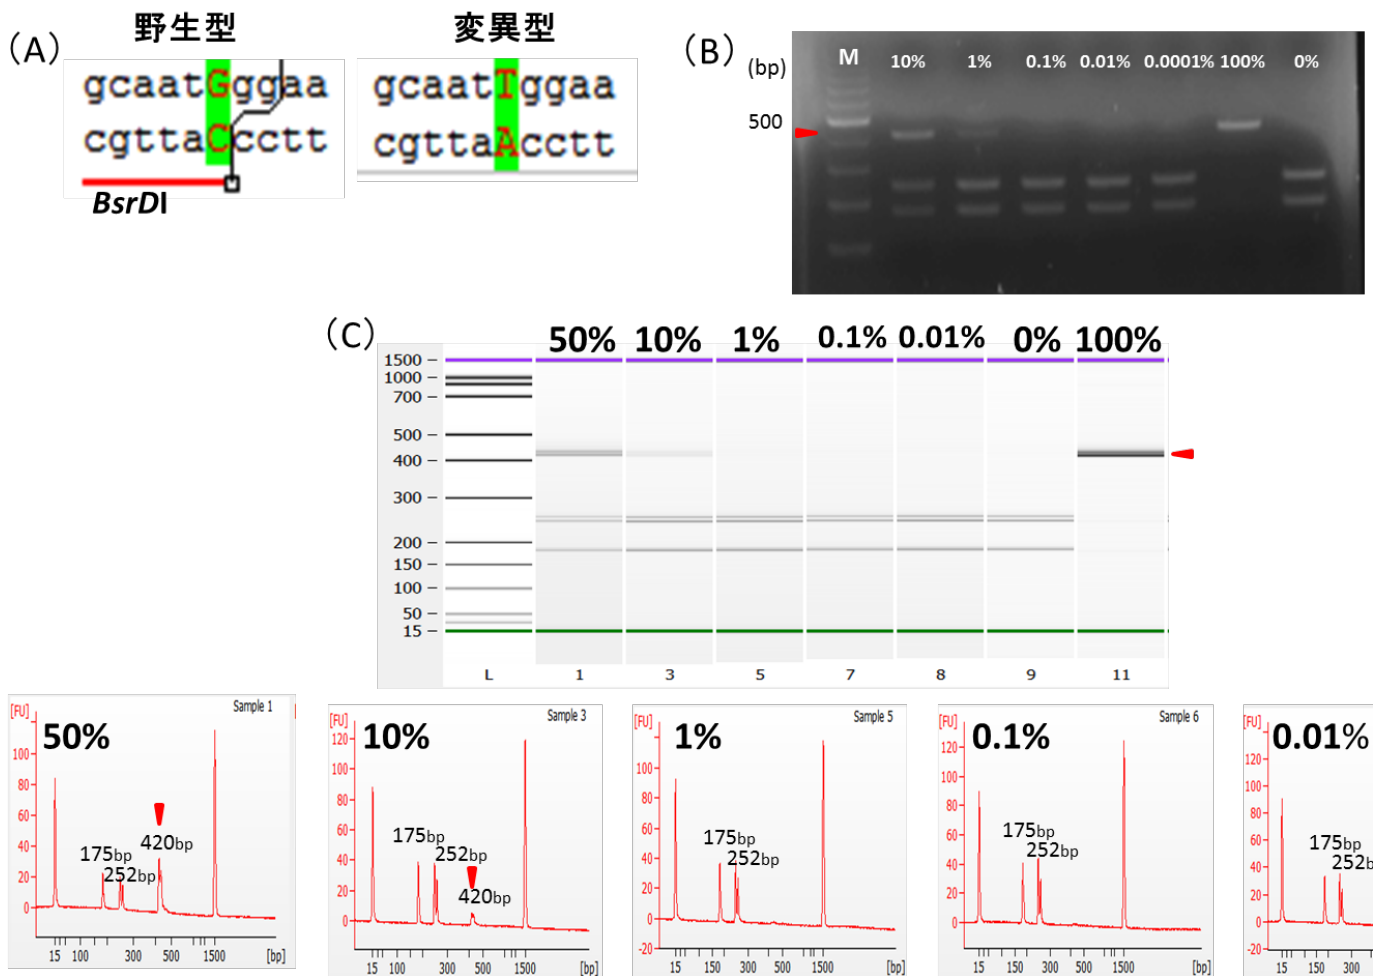 (A)
野生型
変異型
gcaatGggaa
cgttaCcctt
BsrDI
gcaatTggaa
cgttaAcctt
(B)
(bp)
M
10%
1%
0.1%
0.01%
0.0001%
100%
0%
500
(C)
50%
10%
1%
0.1%
0.01%
0%
100%
1500
1000
700
500
400
300
200
150
100
50
15
L
1
3
5
7
8
9
11
[FU]
Sample 1
50%
100
80
60
40
20
0
175bp
252bp
420bp
15 100 300 500 1500 [bp]
[FU]
Sample 3
10%
120
100
80
60
40
20
0
175bp
252bp
420bp
15 100 300 500 1500 [bp]
[FU]
Sample 5
1%
120
100
80
60
40
20
0
-20
175bp
252bp
15 150 300 500 1500 [bp]
[FU]
Sample 6
0.1%
120
100
80
60
40
20
0
175bp
252bp
15 150 300 500 1500 [bp]
[FU]
0.01%
120
100
80
60
40
20
0
-20
175bp
252b
15 150 300